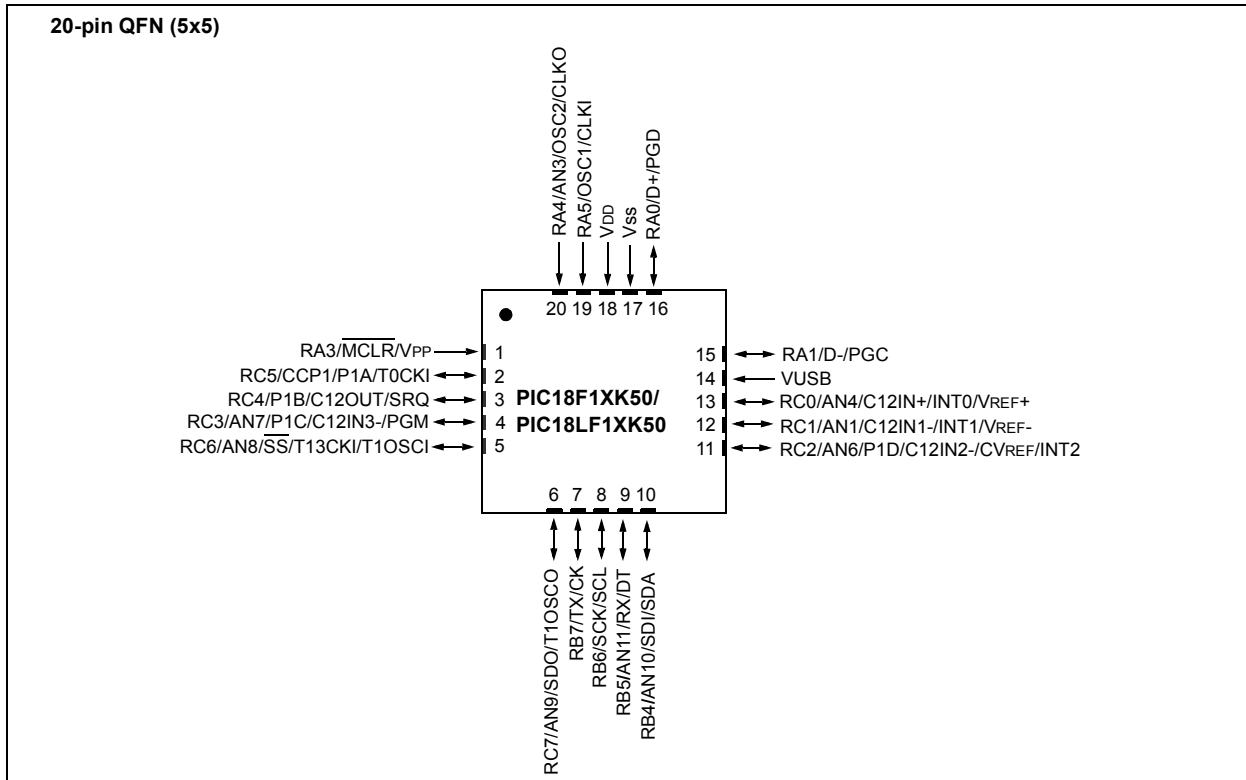 20-pin QFN (5x5)
RA4/AN3/OSC2/CLKO
RA5/OSC1/CLKI
VDD
Vss
RA0/D+/PGD
20 19 18 17 16
RA3/MCLR/VPP
1
RC5/CCP1/P1A/T0CKI
2
RC4/P1B/C12OUT/SRQ
3
RC3/AN7/P1C/C12IN3-/PGM
4
RC6/AN8/SS/T13CKI/T1OSCI
5
PIC18F1XK50/
PIC18LF1XK50
15
RA1/D-/PGC
14
VUSB
13
RC0/AN4/C12IN+/INT0/VREF+
12
RC1/AN1/C12IN1-/INT1/VREF-
11
RC2/AN6/P1D/C12IN2-/CVREF/INT2
6 7 8 9 10
RC7/AN9/SDO/T1OSCO
RB7/TX/CK
RB6/SCK/SCL
RB5/AN11/RX/DT
RB4/AN10/SDI/SDA